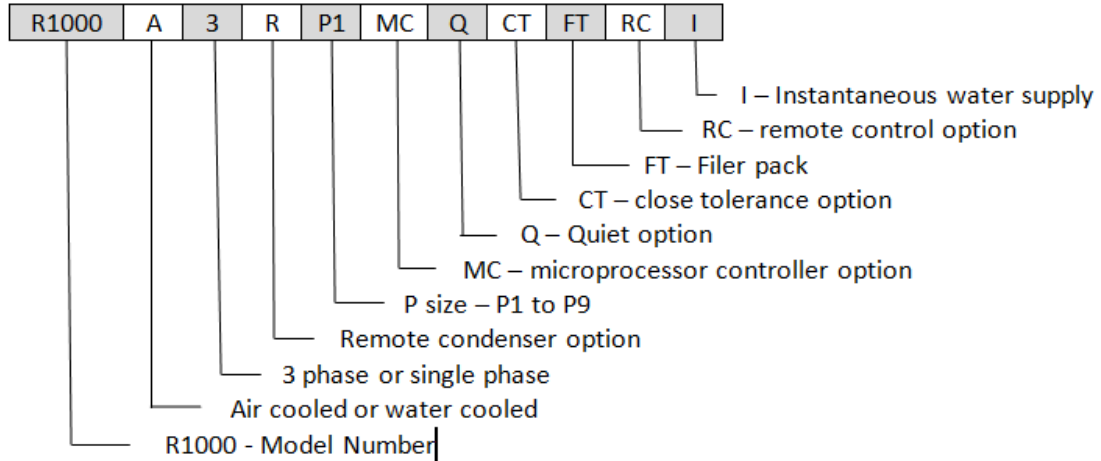 R1000 A 3 R P1 MC Q CT FT RC I
I – Instantaneous water supply
RC – remote control option
FT – Filer pack
CT – close tolerance option
Q – Quiet option
MC – microprocessor controller option
P size – P1 to P9
Remote condenser option
3 phase or single phase
Air cooled or water cooled
R1000 - Model Number